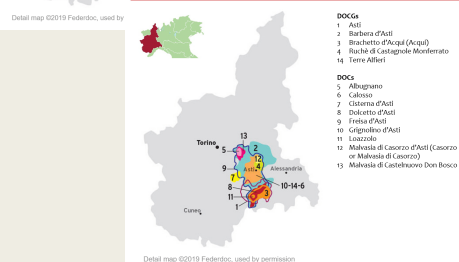 Detail map ©2019 Federdoc, used by
DOCGs
1 Asti
2 Barbera d'Asti
3 Brachetto d'Acqui (Acqui)
4 Ruchè di Castagnole Monferrato
14 Terre Alfieri
DOCs
5 Albugnano
6 Calosso
7 Cisterna d'Asti
8 Dolcetto d'Asti
9 Freisa d'Asti
10 Grignolino d'Asti
11 Loazzolo
12 Malvasia di Casorzo d'Asti (Casorzo
or Malvasia di Casorzo)
13 Malvasia di Castelnuovo Don Bosco
13
Torino
5
2
12
9
Asti
4
Alessandria
7
10-14-6
8
3
11
1
Cuneo
Detail map ©2019 Federdoc, used by permission